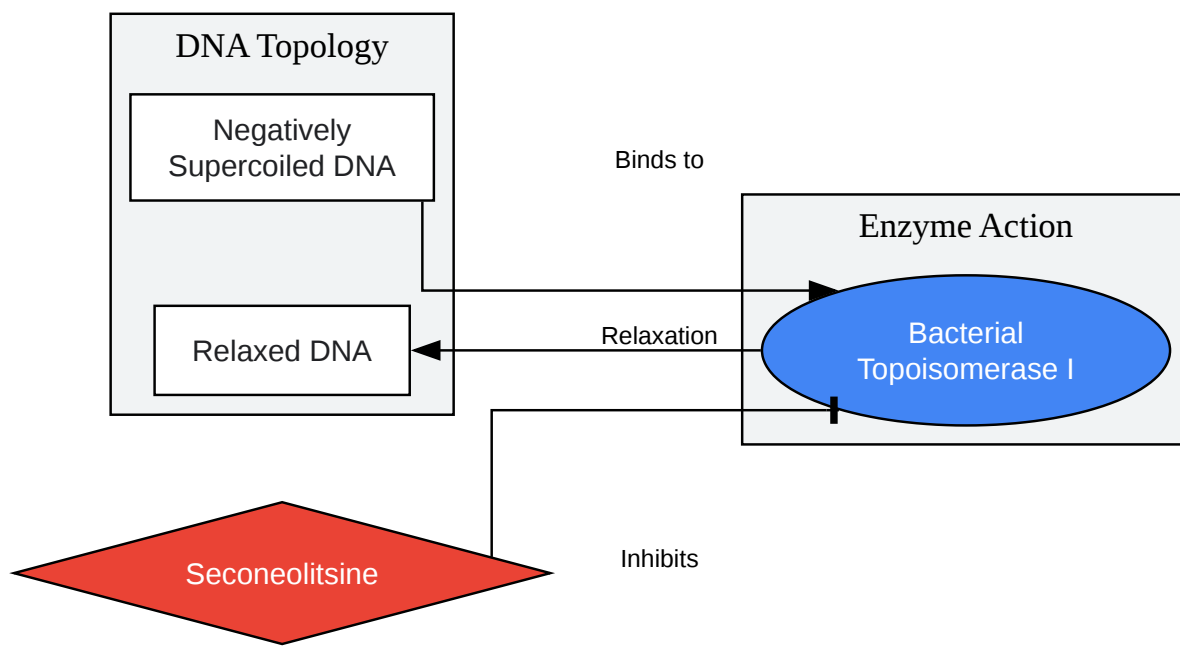 DNA Topology
Negatively
Supercoiled DNA
Binds to
Enzyme Action
Relaxation
Bacterial
Topoisomerase I
Relaxed DNA
Seconeolitsine
Inhibits